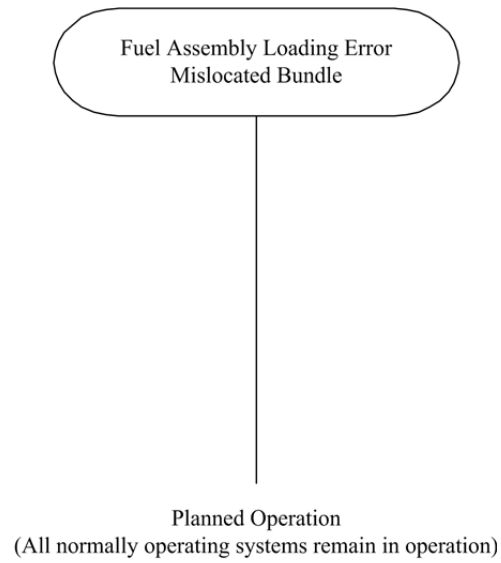 Fuel Assembly Loading Error
Mislocated Bundle
Planned Operation
(All normally operating systems remain in operation)